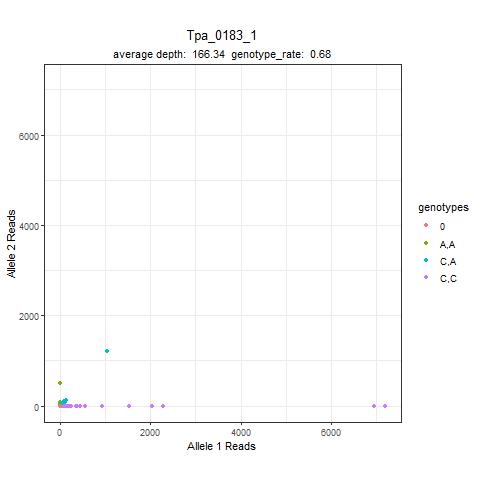 Tpa_0183_1
average depth: 166.34 genotype_rate: 0.68
6000
4000
2000
0
Allele 2 Reads
0 2000 4000 6000
Allele 1 Reads
genotypes
0
A,A
C,A
C,C